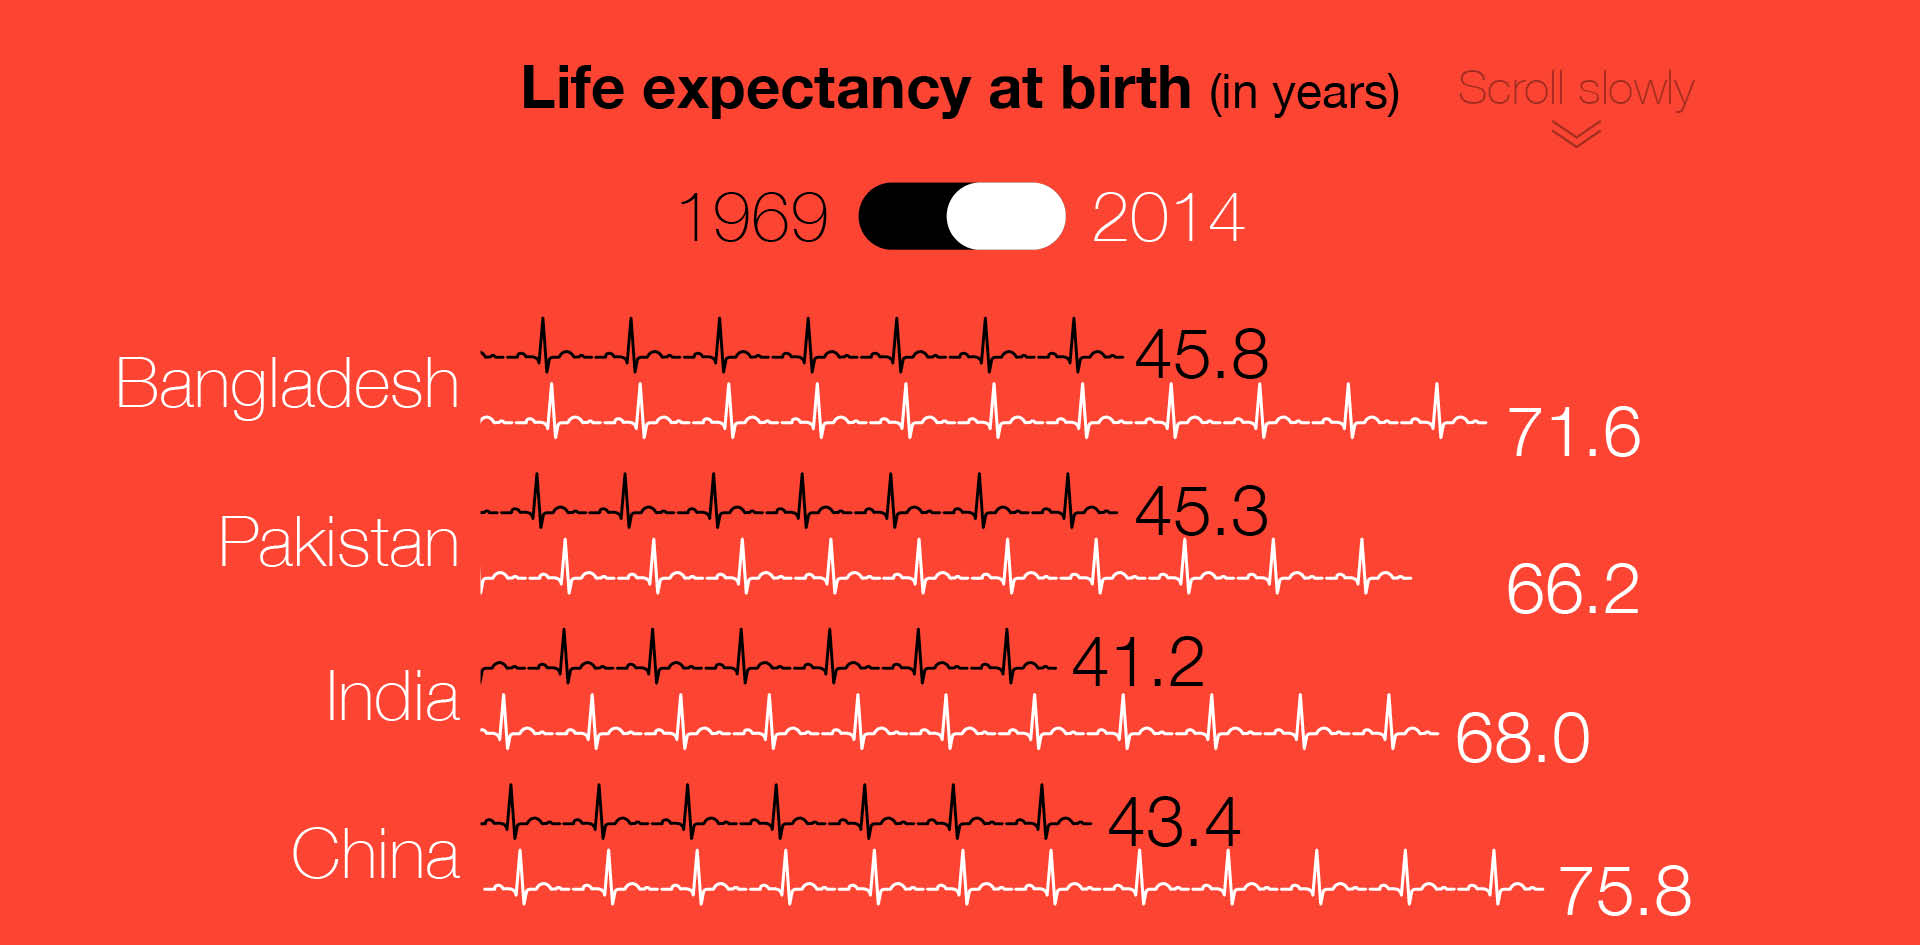 Life expectancy at birth (in years)
Scroll slowly
1969 2014
Bangladesh
45.8
71.6
Pakistan
45.3
66.2
India
41.2
68.0
China
43.4
75.8